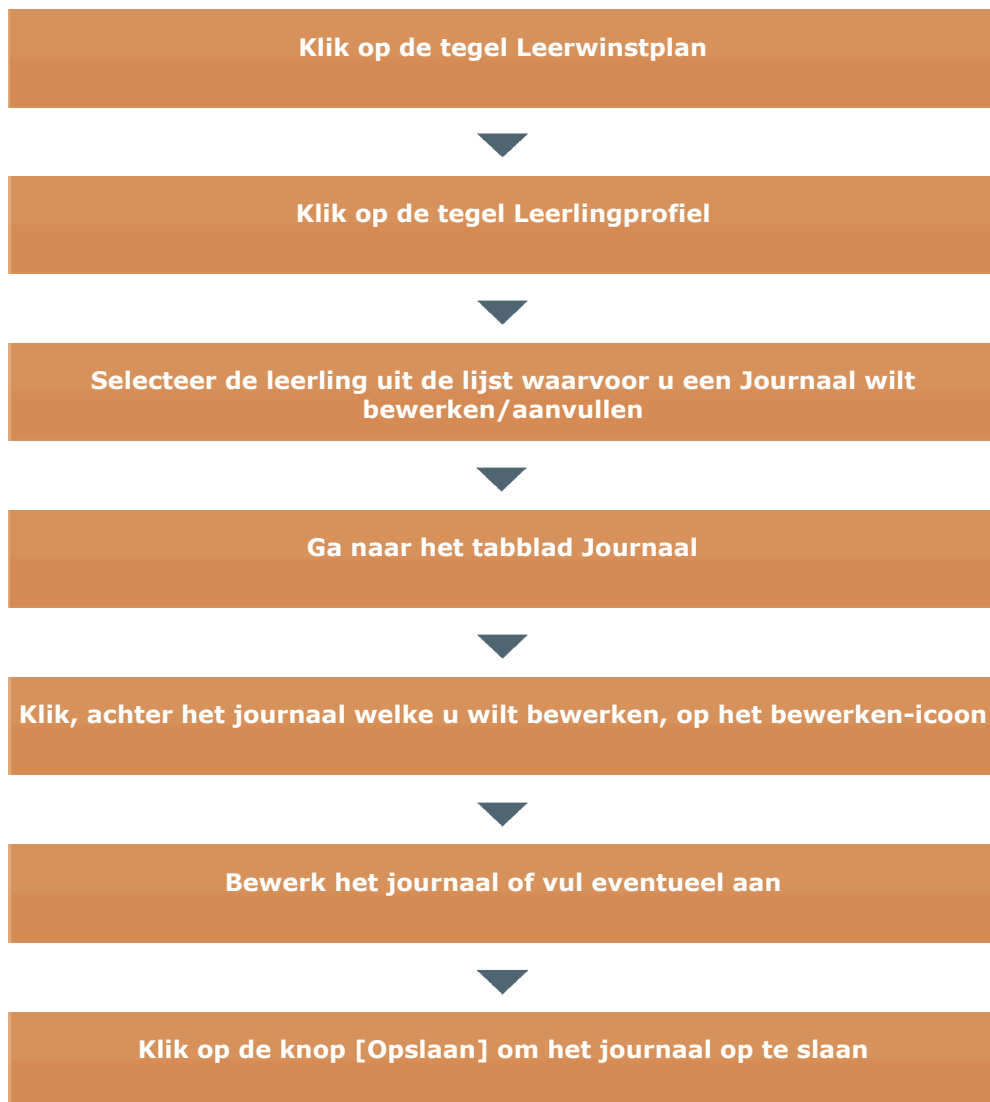 Klik op de tegel Leerwinstplan
Klik op de tegel Leerlingprofiel
Selecteer de leerling uit de lijst waarvoor u een Journaal wilt
bewerken/aanvullen
Ga naar het tabblad Journaal
Klik, achter het journaal welke u wilt bewerken, op het bewerken-icoon
Bewerk het journaal of vul eventueel aan
Klik op de knop [Opslaan] om het journaal op te slaan